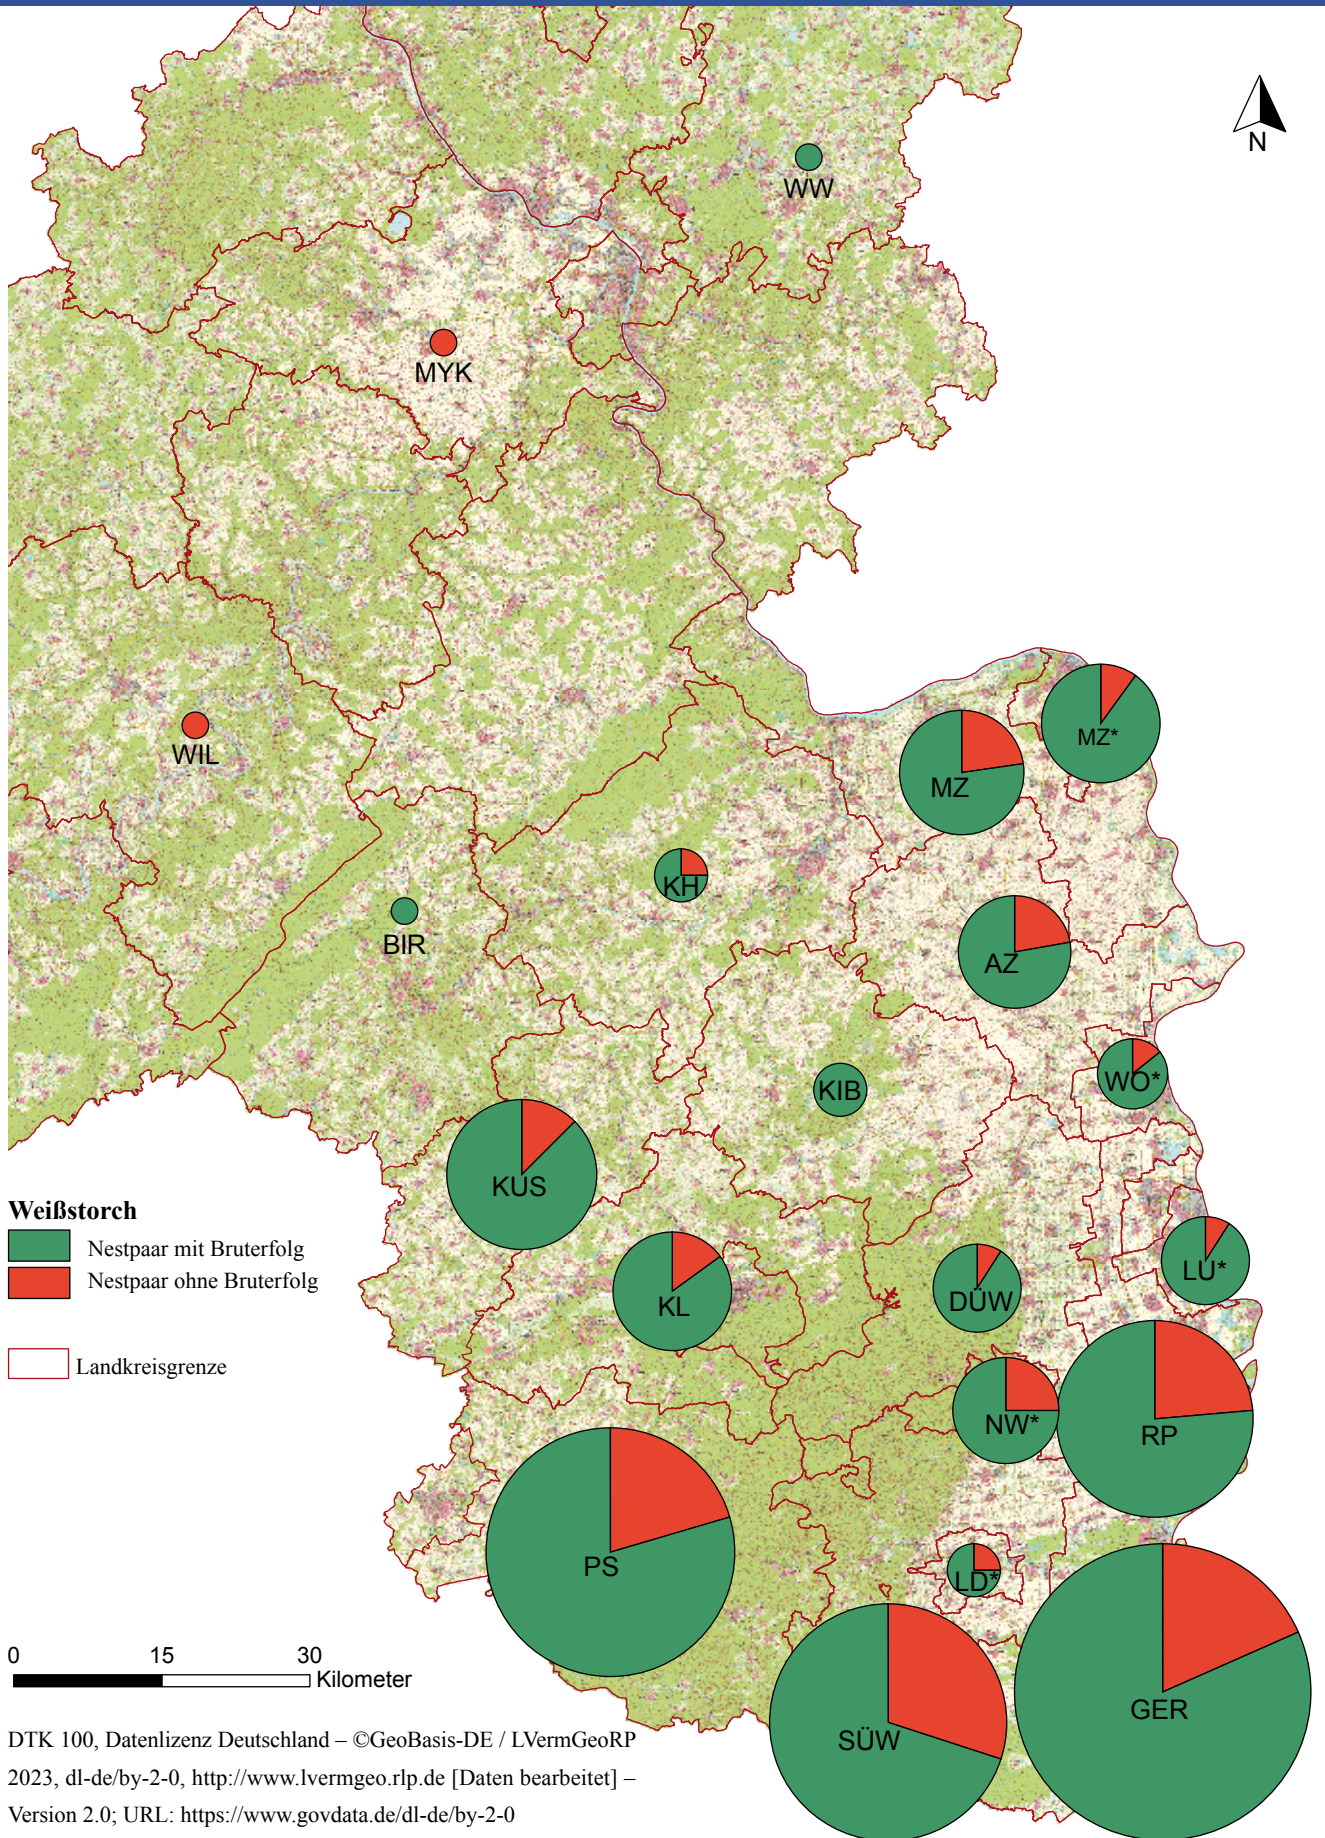 N
WW
MYK
WIL
MZ*
MZ
KH
BIR
AZ
KIB
WO*
KUS
Weißstorch
Nestpaar mit Bruterfolg
Nestpaar ohne Bruterfolg
LU*
DÜW
KL
Landkreisgrenze
NW*
RP
PS
LD*
0 15 30
Kilometer
GER
SÜW
DTK 100, Datenlizenz Deutschland – ©GeoBasis-DE / LVermGeoRP
2023, dl-de/by-2-0, http://www.lvermgeo.rlp.de [Daten bearbeitet] –
Version 2.0; URL: https://www.govdata.de/dl-de/by-2-0